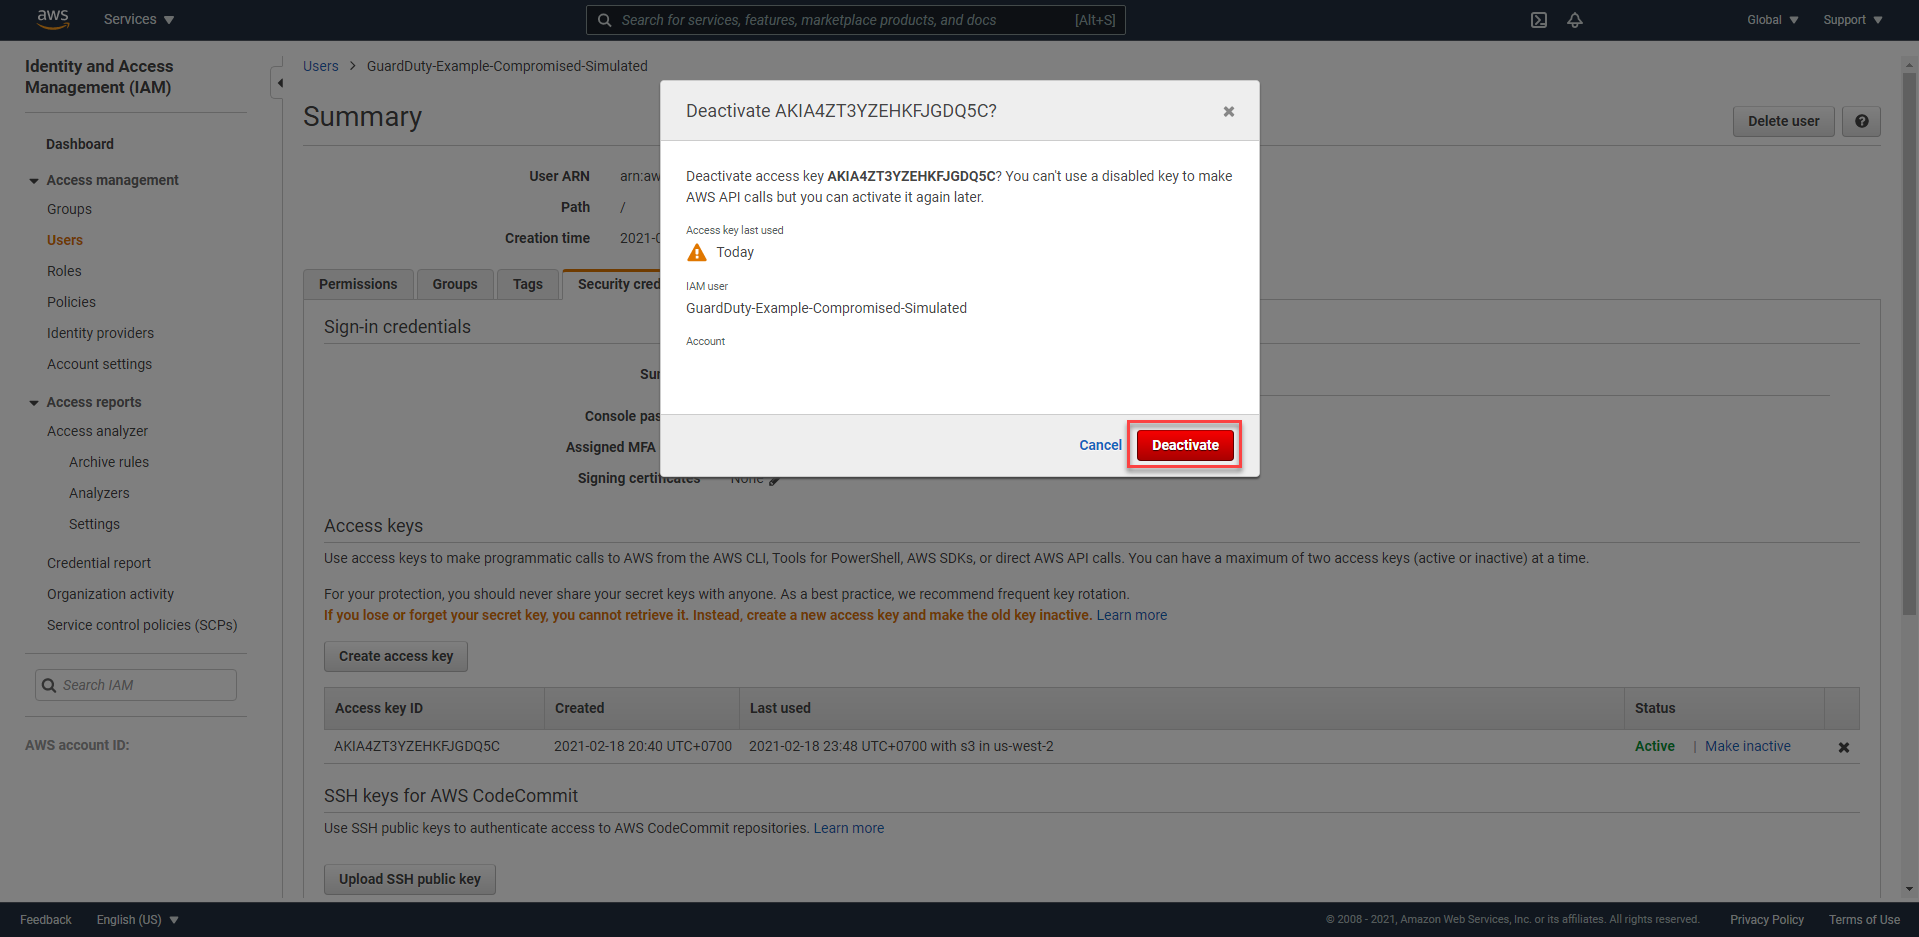 aws
Services
Search for services, features, marketplace products, and docs
[Alt+S]
Global
Support
Identity and Access
Management (IAM)
Dashboard
Access management
Groups
Users
Roles
Policies
Identity providers
Account settings
Access reports
Access analyzer
Archive rules
Analyzers
Settings
Credential report
Organization activity
Service control policies (SCPs)
Search IAM
AWS account ID:
Users > GuardDuty-Example-Compromised-Simulated
Summary
Delete user
User ARN
arn:aw
Path
/
Creation time
2021-0
Permissions
Groups
Tags
Security cred
Sign-in credentials
Console pas
Assigned MFA
Signing certificates
None
Deactivate AKIA4ZT3YZEHKFJGDQ5C?
Deactivate access key AKIA4ZT3YZEHKFJGDQ5C? You can't use a disabled key to make
AWS API calls but you can activate it again later.
Access key last used
Today
IAM user
GuardDuty-Example-Compromised-Simulated
Account
Cancel
Deactivate
Access keys
Use access keys to make programmatic calls to AWS from the AWS CLI, Tools for PowerShell, AWS SDKs, or direct AWS API calls. You can have a maximum of two access keys (active or inactive) at a time.
For your protection, you should never share your secret keys with anyone. As a best practice, we recommend frequent key rotation.
If you lose or forget your secret key, you cannot retrieve it. Instead, create a new access key and make the old key inactive. Learn more
Create access key
Access key ID
Created
Last used
Status
AKIA4ZT3YZEHKFJGDQ5C
2021-02-18 20:40 UTC+0700
2021-02-18 23:48 UTC+0700 with s3 in us-west-2
Active | Make inactive
SSH keys for AWS CodeCommit
Use SSH public keys to authenticate access to AWS CodeCommit repositories. Learn more
Upload SSH public key
Feedback
English (US)
© 2008 - 2021, Amazon Web Services, Inc. or its affiliates. All rights reserved.
Privacy Policy
Terms of Use